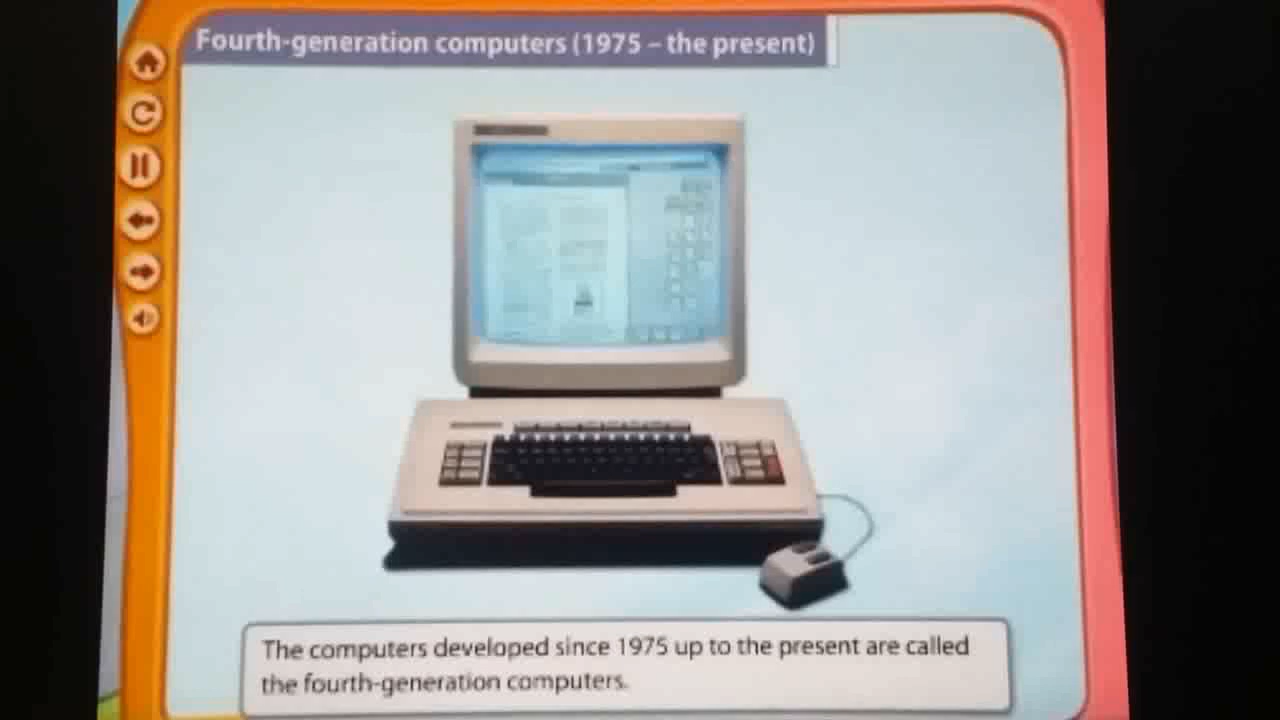 Fourth-generation computers (1975 – the present)
The computers developed since 1975 up to the present are called
the fourth-generation computers.